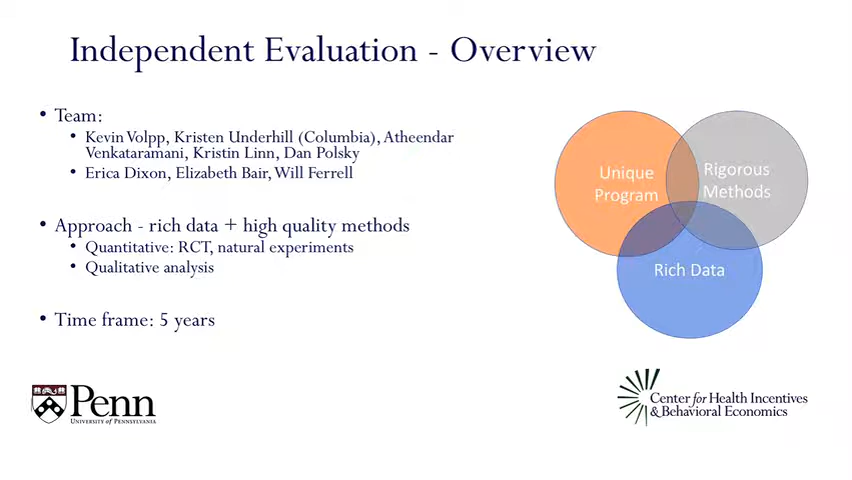 Independent Evaluation - Overview
• Team:
• Kevin Volpp, Kristen Underhill (Columbia), Atheendar
Venkataramani, Kristin Linn, Dan Polsky
• Erica Dixon, Elizabeth Bair, Will Ferrell
• Approach - rich data + high quality methods
• Quantitative: RCT, natural experiments
• Qualitative analysis
• Time frame: 5 years
Unique
Program
Rigorous
Methods
Rich Data
Penn
UNIVERSITY OF PENNSYLVANIA
Center for Health Incentives
& Behavioral Economics